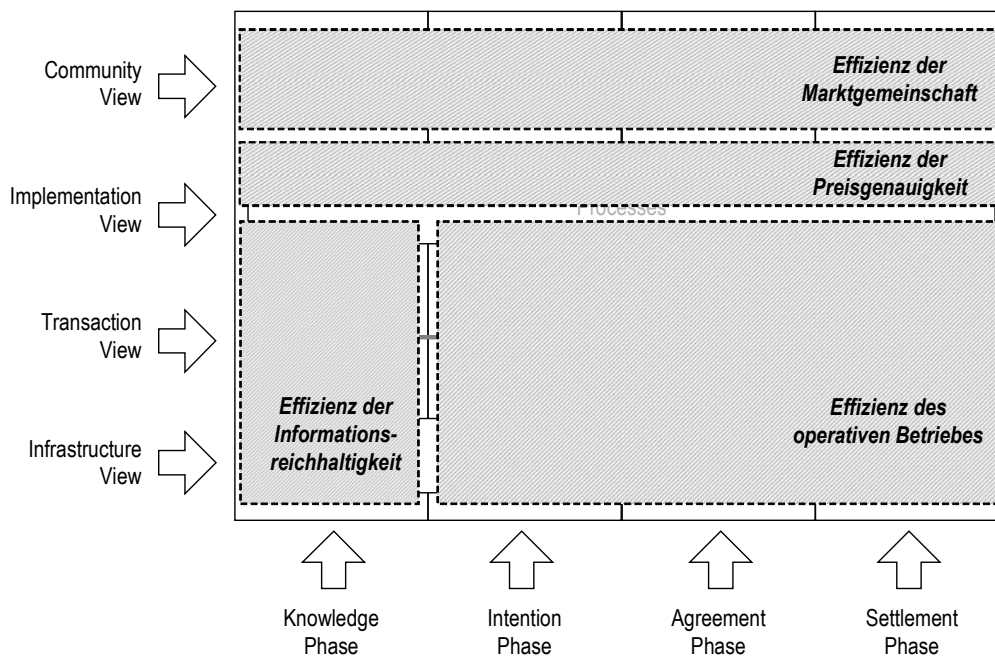 Community
View
Effizienz der
Marktgemeinschaft
Implementation
View
Effizienz der
Preisgenauigkeit
Processes
Transaction
View
Infrastructure
View
Effizienz der
Informations-
reichhaltigkeit
Effizienz des
operativen Betriebes
Knowledge
Phase
Intention
Phase
Agreement
Phase
Settlement
Phase